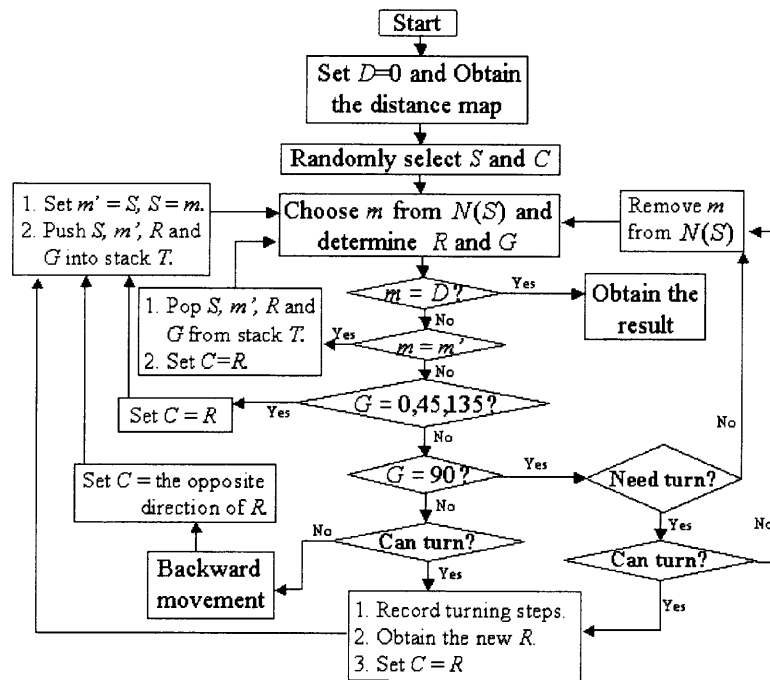 Start
Set D=0 and Obtain
the distance map
Randomly select S and C
1. Set m' = S, S = m.
2. Push S, m', R and
G into stack T.
Choose m from N(S) and
determine R and G
Remove m
from N(S)
m = D?
Yes
Obtain the
result
No
1. Pop S, m', R and
G from stack T.
2. Set C=R.
Yes
m = m'
No
Set C = R
Yes
G = 0,45,135?
No
No
G = 90?
Yes
Need turn?
Set C = the opposite
direction of R.
No
Yes
No
Can turn?
No
Can turn?
Backward
movement
Yes
Yes
1. Record turning steps.
2. Obtain the new R.
3. Set C = R